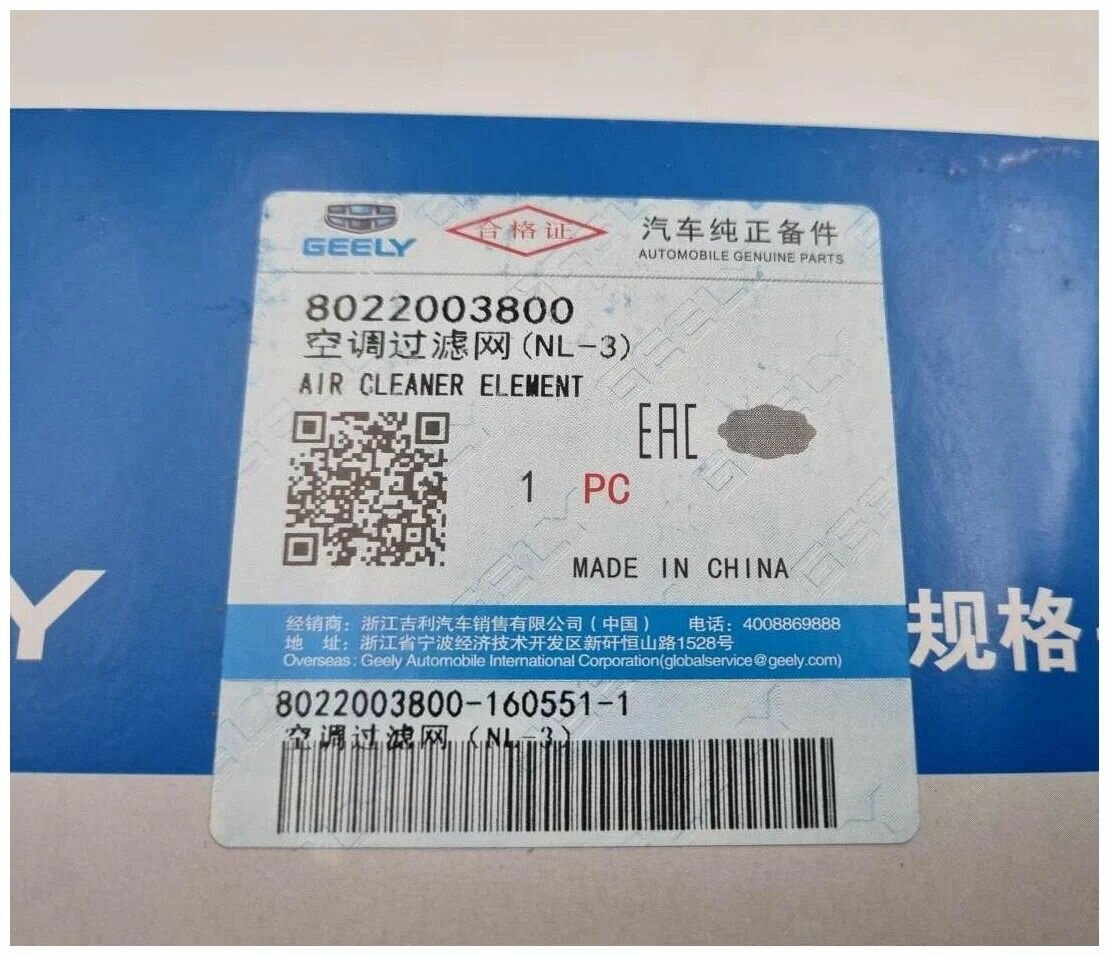 GEELY
合格证
汽车纯正备件
AUTOMOBILE GENUINE PARTS
8022003800
空调过滤网(NL-3)
AIR CLEANER ELEMENT
EAC
1 PC
MADE IN CHINA
Y
规格
经销商：浙江吉利汽车销售有限公司（中国） 电话：4008869888
地 址：浙江省宁波经济技术开发区新矸恒山路1528号
Overseas : Geely Automobile International Corporation(globalservice@geely.com)
8022003800-160551-1
空调过滤网(NL-3)